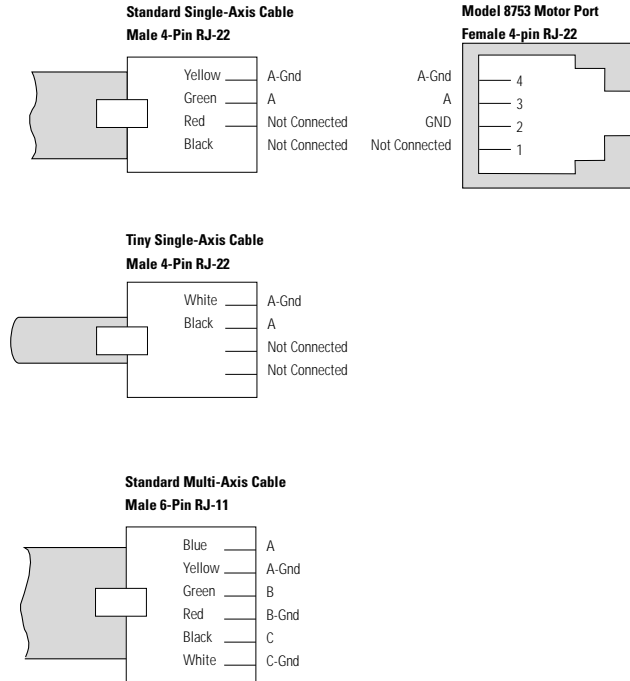 Standard Single-Axis Cable
Male 4-Pin RJ-22
Yellow A-Gnd
Green A
Red Not Connected
Black Not Connected
Model 8753 Motor Port
Female 4-pin RJ-22
A-Gnd 4
A 3
GND 2
Not Connected 1
Tiny Single-Axis Cable
Male 4-Pin RJ-22
White A-Gnd
Black A
Not Connected
Not Connected
Standard Multi-Axis Cable
Male 6-Pin RJ-11
Blue A
Yellow A-Gnd
Green B
Red B-Gnd
Black C
White C-Gnd